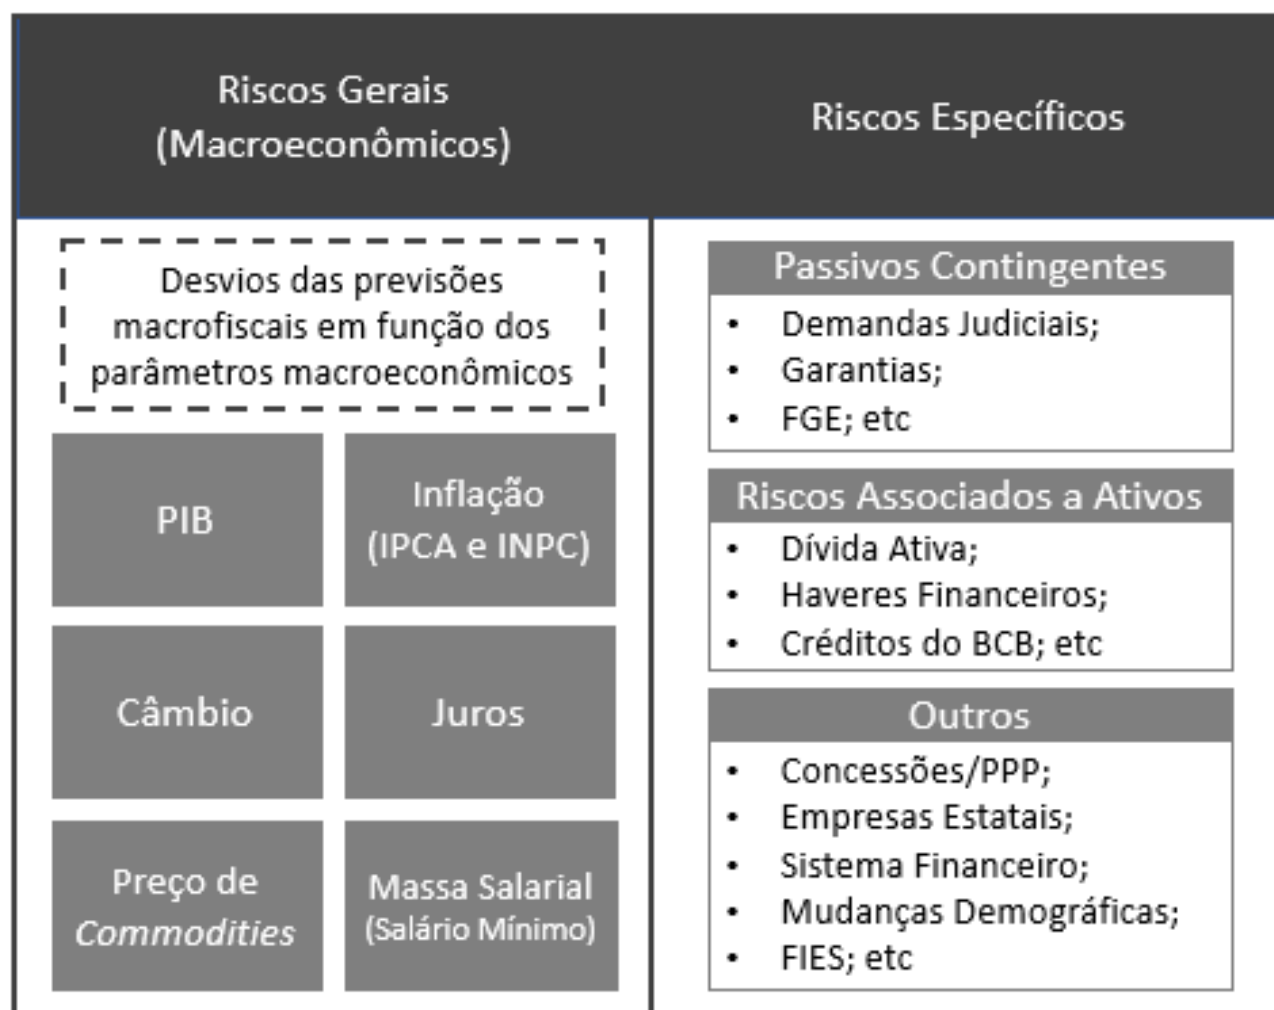 Riscos Gerais
(Macroeconômicos)
Riscos Específicos
Desvios das previsões
macrofiscais em função dos
parâmetros macroeconômicos
PIB
Inflação
(IPCA e INPC)
Câmbio
Juros
Preço de
Commodities
Massa Salarial
(Salário Mínimo)
Passivos Contingentes
• Demandas Judiciais;
• Garantias;
• FGE; etc
Riscos Associados a Ativos
• Dívida Ativa;
• Haveres Financeiros;
• Créditos do BCB; etc
Outros
• Concessões/PPP;
• Empresas Estatais;
• Sistema Financeiro;
• Mudanças Demográficas;
• FIES; etc